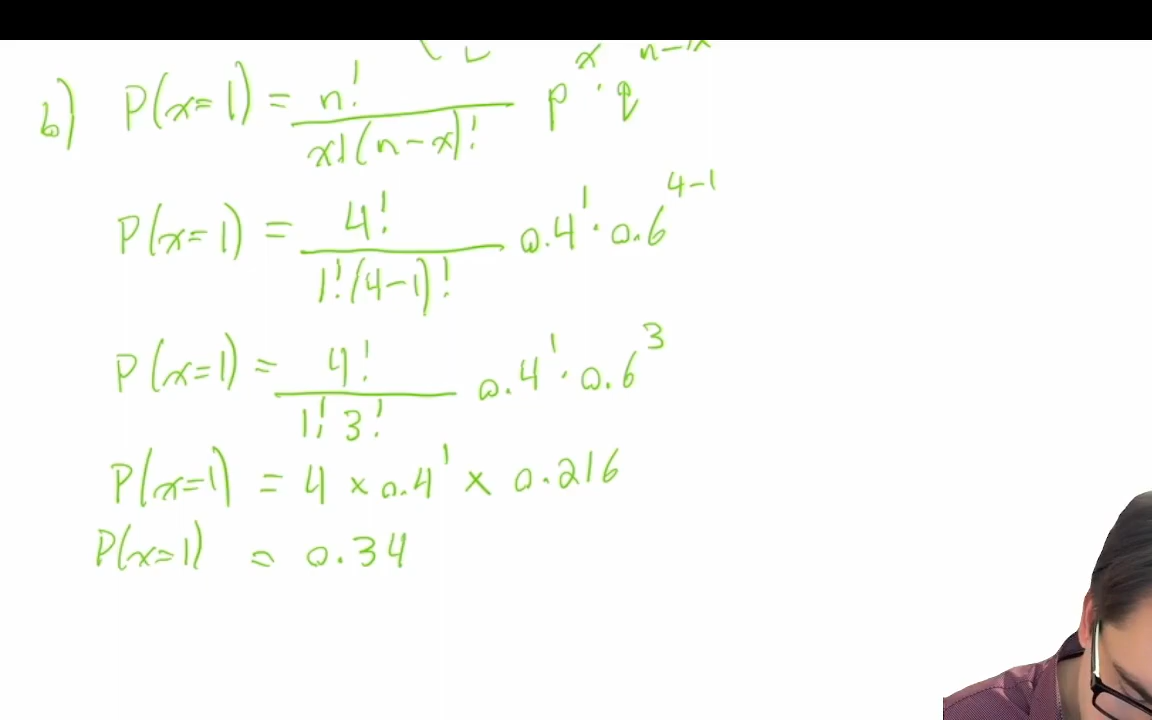 b) P(x=1) = n! / x!(n-x)! p^x · q^n-x
P(x=1) = 4! / 1!(4-1)! 0.4^1 · 0.6^4-1
P(x=1) = 4! / 1! 3! 0.4^1 · 0.6^3
P(x=1) = 4 × 0.4^1 × 0.216
P(x=1) = 0.34